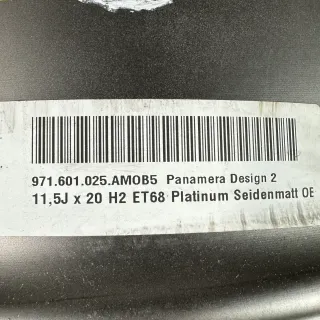 971.601.025.AMOB5 Panamera Design 2
11,5J x 20 H2 ET68 Platinum Seidenmatt OE